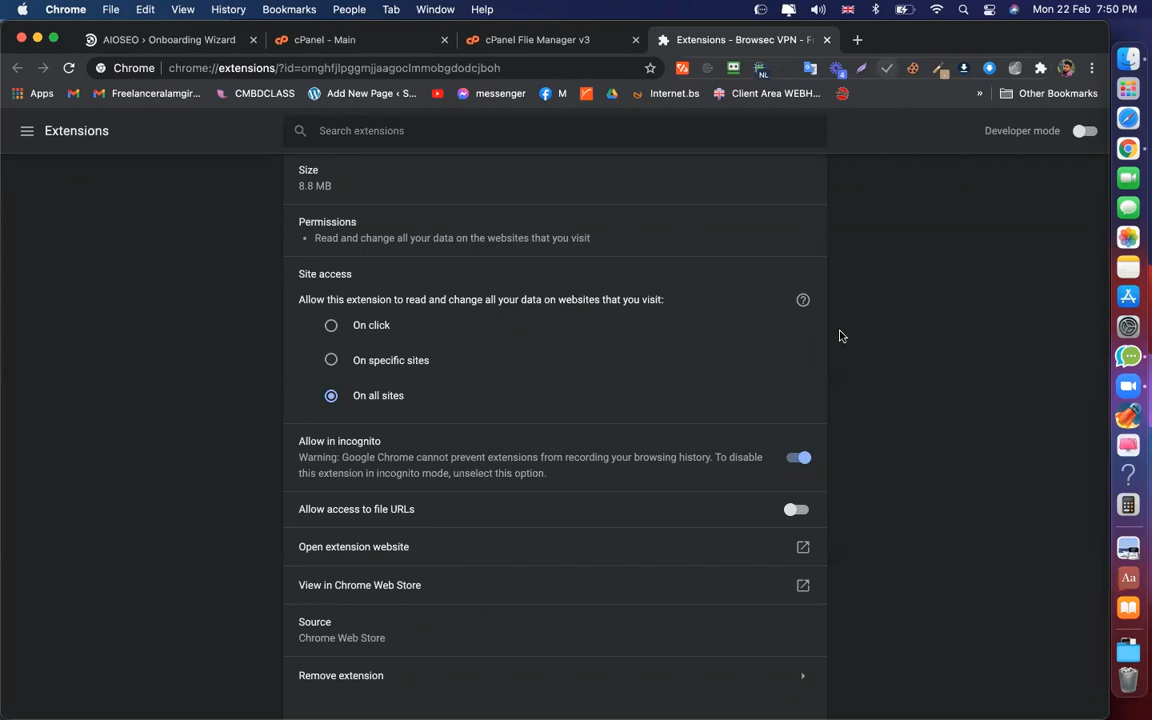 Chrome File Edit View History Bookmarks People Tab Window Help Mon 22 Feb 7:50 PM
AIOSEO › Onboarding Wizard cPanel - Main cPanel File Manager v3 Extensions - Browsec VPN - Fr
Chrome chrome://extensions/?id=omghfjlpggmjjaagoclmmobgdodcjboh
NL 4
Apps Freelanceralamgir... CMBDCLASS Add New Page ‹ S... messenger M Internet.bs Client Area WEBH... » Other Bookmarks
Extensions Search extensions Developer mode
Size
8.8 MB
Permissions
• Read and change all your data on the websites that you visit
Site access
Allow this extension to read and change all your data on websites that you visit:
On click
On specific sites
On all sites
Allow in incognito
Warning: Google Chrome cannot prevent extensions from recording your browsing history. To disable
this extension in incognito mode, unselect this option.
Allow access to file URLs
Open extension website
View in Chrome Web Store
Source
Chrome Web Store
Remove extension
Aa